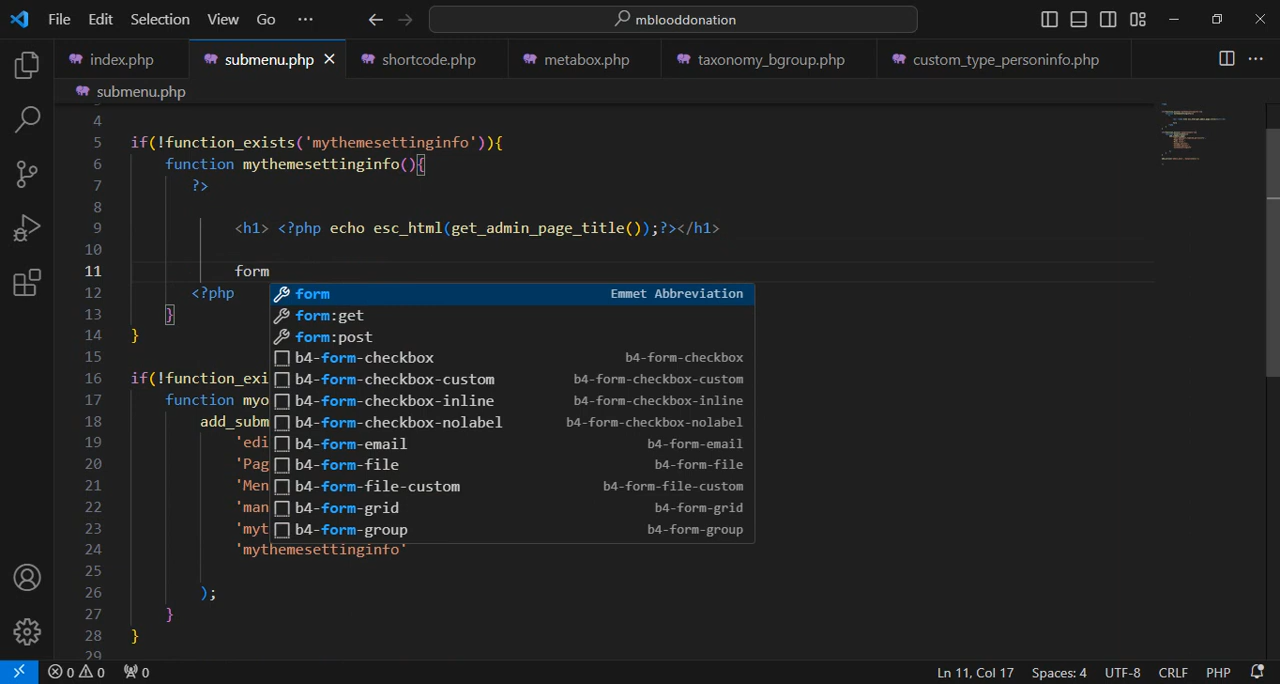 File Edit Selection View Go ··· mblooddonation
index.php submenu.php shortcode.php metabox.php taxonomy_bgroup.php custom_type_personinfo.php
submenu.php
4
5 if(!function_exists('mythemesettinginfo')){
6 function mythemesettinginfo(){
7 ?>
8
9 <h1> <?php echo esc_html(get_admin_page_title());?></h1>
10
11 form
12 <?php form Emmet Abbreviation
13 } form:get
14 } form:post
15 b4-form-checkbox b4-form-checkbox
16 if(!function_exi b4-form-checkbox-custom b4-form-checkbox-custom
17 function myo b4-form-checkbox-inline b4-form-checkbox-inline
18 add_subm b4-form-checkbox-nolabel b4-form-checkbox-nolabel
19 'edi b4-form-email b4-form-email
20 'Pag b4-form-file b4-form-file
21 'Men b4-form-file-custom b4-form-file-custom
22 'man b4-form-grid b4-form-grid
23 'myt b4-form-group b4-form-group
24 'mythemesettinginfo'
25
26 );
27 }
28 }
29
0 0 0 Ln 11, Col 17 Spaces: 4 UTF-8 CRLF PHP